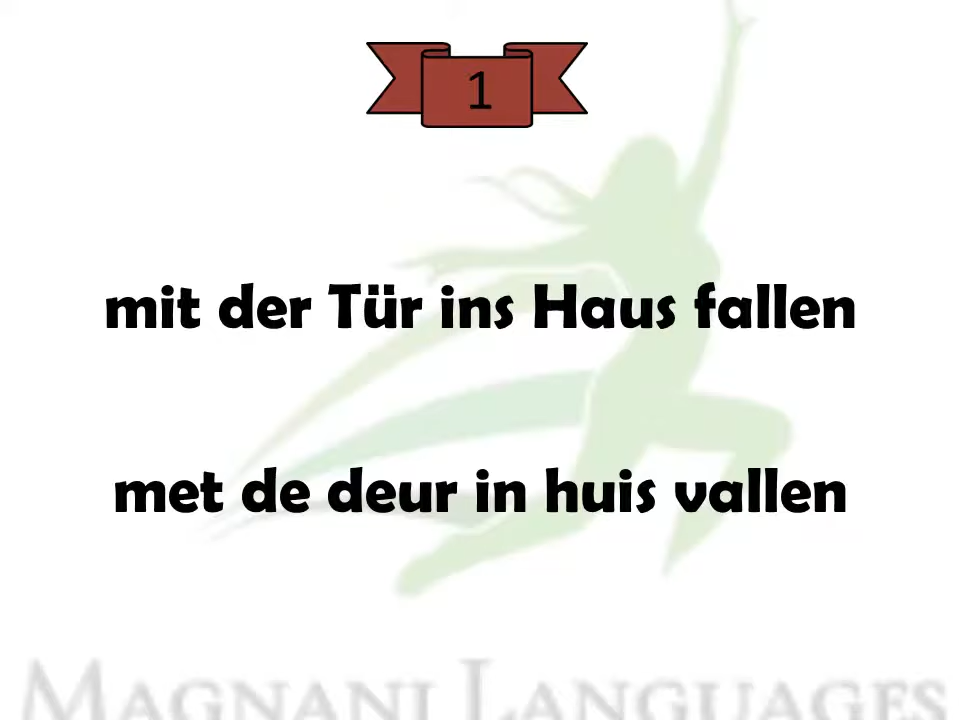 1
mit der Tür ins Haus fallen
met de deur in huis vallen
MAGNANI LANGUAGES